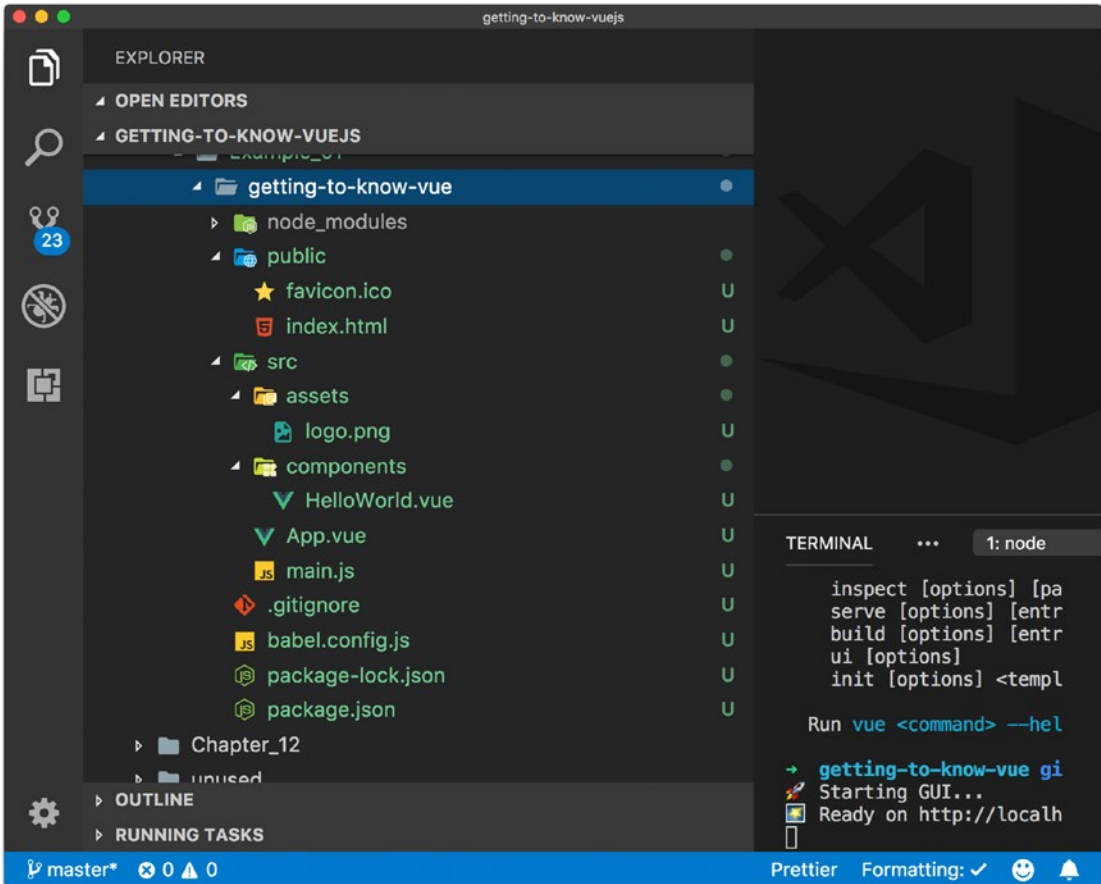 getting-to-know-vuejs
EXPLORER
OPEN EDITORS
GETTING-TO-KNOW-VUEJS
Example_01
getting-to-know-vue
node_modules
public
favicon.ico U
index.html U
src
assets
logo.png U
components
HelloWorld.vue U
App.vue U
main.js U
.gitignore U
babel.config.js U
package-lock.json U
package.json U
Chapter_12
unused
OUTLINE
RUNNING TASKS
23
TERMINAL ... 1: node
inspect [options] [pa
serve [options] [entr
build [options] [entr
ui [options]
init [options] <templ
Run vue <command> --hel
→ getting-to-know-vue gi
🚀 Starting GUI...
🌠 Ready on http://localh
master* 0 0 Prettier Formatting: ✓